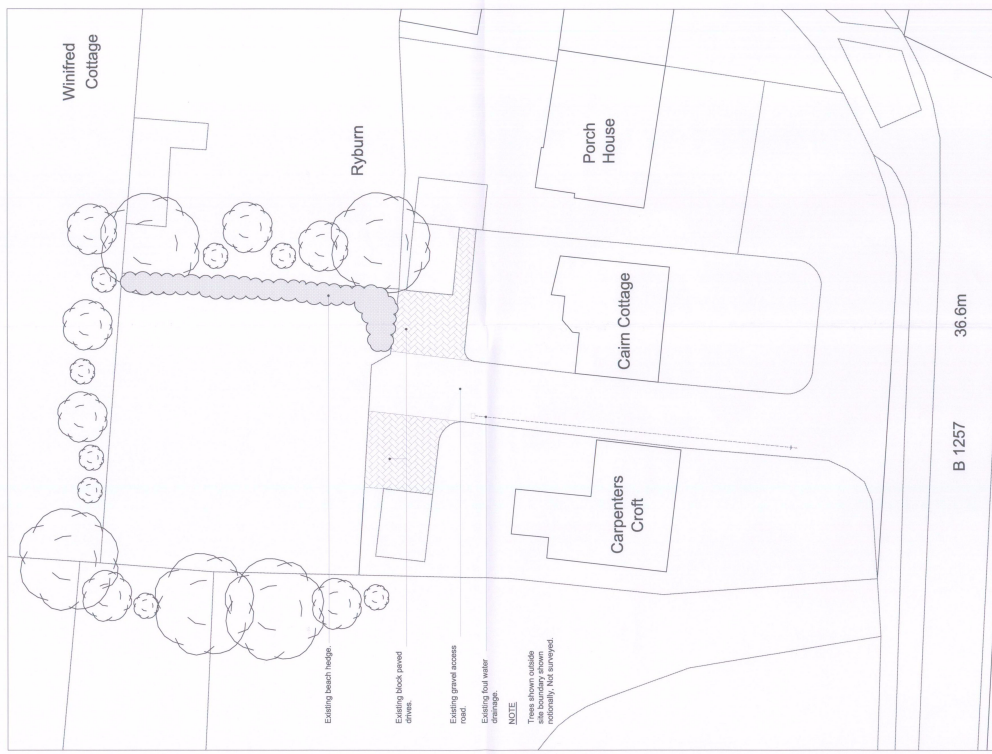 Winifred
Cottage
Ryburn
Porch
House
Cairn Cottage
Carpenters
Croft
B 1257
36.6m
Existing beach hedge.
Existing block paved
drives.
Existing gravel access
road.
Existing foul water
drainage.
NOTE
Trees shown outside
site boundary shown
notionally, Not surveyed.